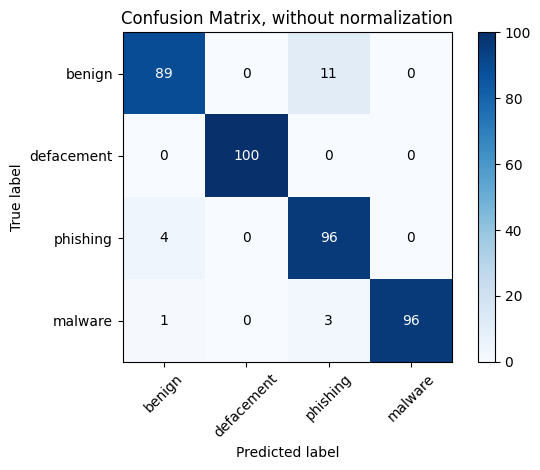 Confusion Matrix, without normalization
True label
benign 89 0 11 0
defacement 0 100 0 0
phishing 4 0 96 0
malware 1 0 3 96
benign defacement phishing malware
Predicted label
100
80
60
40
20
0